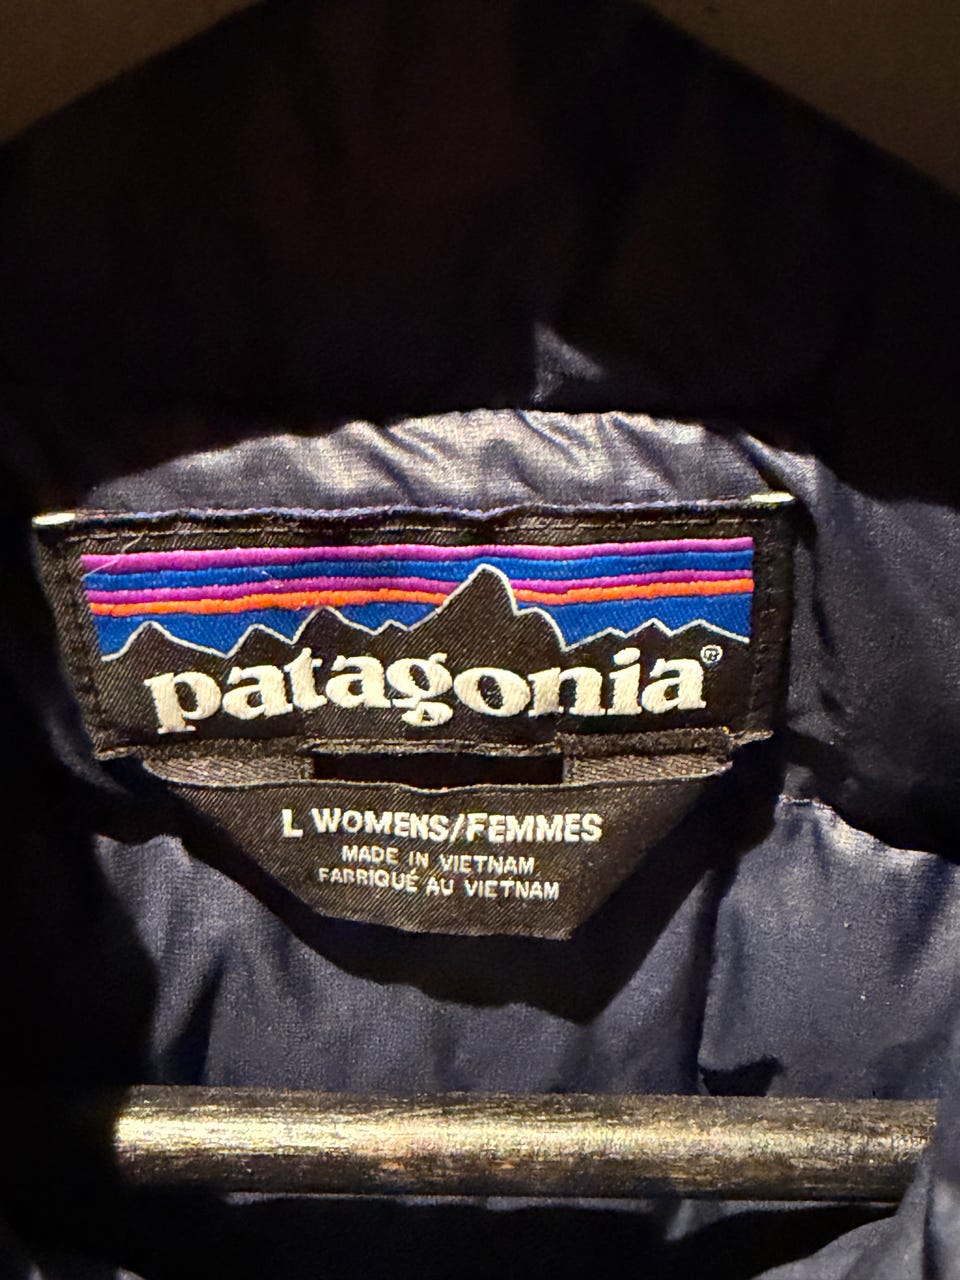 patagonia®
L WOMENS/FEMMES
MADE IN VIETNAM
FABRIQUÉ AU VIETNAM